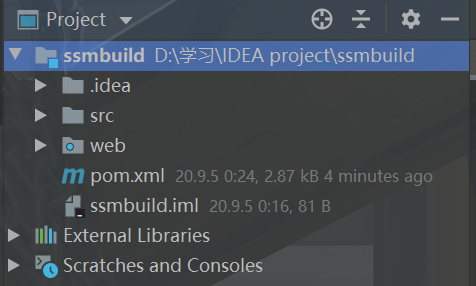 Project
ssmbuild D:\学习\IDEA project\ssmbuild
.idea
src
web
pom.xml 20.9.5 0:24, 2.87 kB 4 minutes ago
ssmbuild.iml 20.9.5 0:16, 81 B
External Libraries
Scratches and Consoles